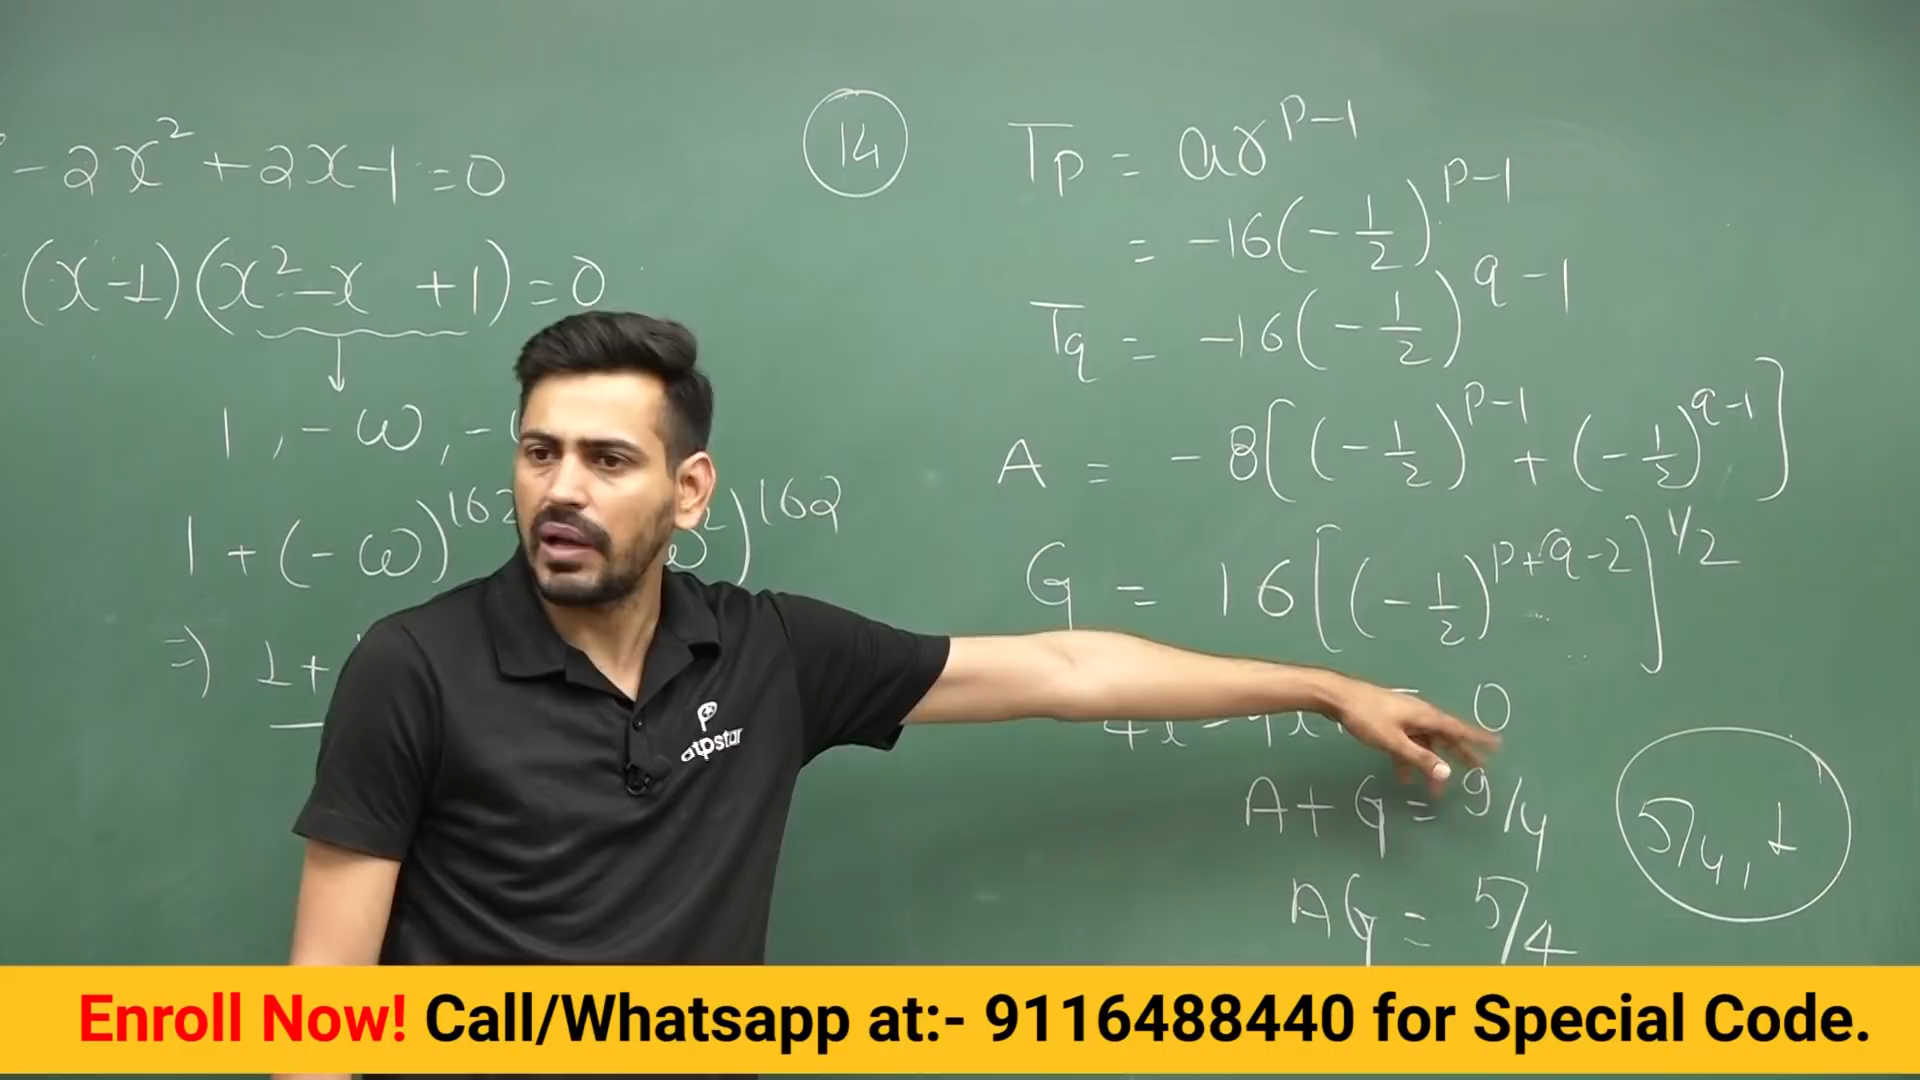 - 2x² + 2x - 1 = 0
(x-1)(x² - x + 1) = 0
1, -ω, -
1 + (-ω)^162 ω²)^162
⇒) 1 +
14
Tp = ar^(p-1)
= -16(-1/2)^(p-1)
Tq = -16(-1/2)^(q-1)
A = -8[(-1/2)^(p-1) + (-1/2)^(q-1)]
G = 16[(-1/2)^(p+q-2)]^(1/2)
0
A + G = 9/4
AG = 5/4
5/4, 1
atpstar
Enroll Now! Call/Whatsapp at:- 9116488440 for Special Code.